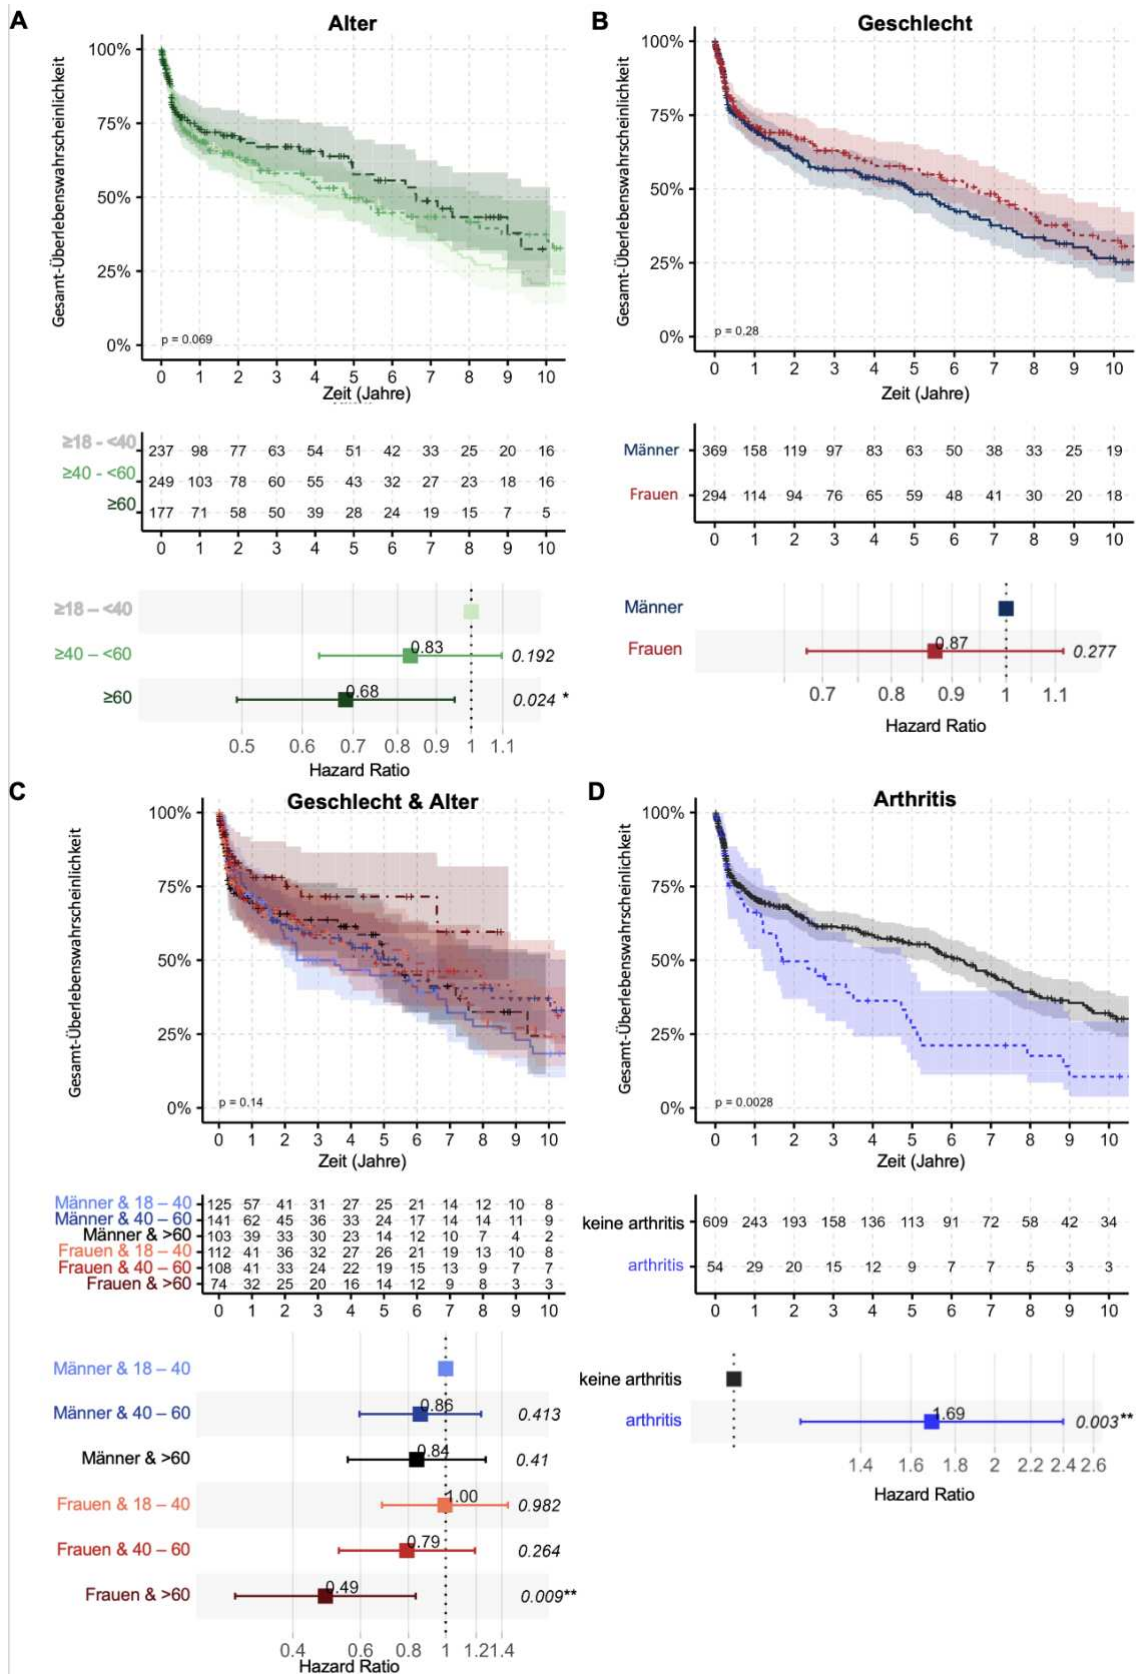 A
Alter
Gesamt-Überlebenswahrscheinlichkeit
100%
75%
50%
25%
0%
p = 0.069
0 1 2 3 4 5 6 7 8 9 10
Zeit (Jahre)
≥18 - <40 237 98 77 63 54 51 42 33 25 20 16
≥40 - <60 249 103 78 60 55 43 32 27 23 18 16
≥60 177 71 58 50 39 28 24 19 15 7 5
0 1 2 3 4 5 6 7 8 9 10
≥18 – <40
≥40 – <60 0.83 0.192
≥60 0.68 0.024 *
0.5 0.6 0.7 0.8 0.9 1 1.1
Hazard Ratio
B
Geschlecht
Gesamt-Überlebenswahrscheinlichkeit
100%
75%
50%
25%
0%
p = 0.28
0 1 2 3 4 5 6 7 8 9 10
Zeit (Jahre)
Männer 369 158 119 97 83 63 50 38 33 25 19
Frauen 294 114 94 76 65 59 48 41 30 20 18
0 1 2 3 4 5 6 7 8 9 10
Männer
Frauen 0.87 0.277
0.7 0.8 0.9 1 1.1
Hazard Ratio
C
Geschlecht & Alter
Gesamt-Überlebenswahrscheinlichkeit
100%
75%
50%
25%
0%
p = 0.14
0 1 2 3 4 5 6 7 8 9 10
Zeit (Jahre)
Männer & 18 – 40 125 57 41 31 27 25 21 14 12 10 8
Männer & 40 – 60 141 62 45 36 33 24 17 14 14 11 9
Männer & >60 103 39 33 30 23 14 12 10 7 4 2
Frauen & 18 – 40 112 41 36 32 27 26 21 19 13 10 8
Frauen & 40 – 60 108 41 33 24 22 19 15 13 9 7 7
Frauen & >60 74 32 25 20 16 14 12 9 8 3 3
0 1 2 3 4 5 6 7 8 9 10
Männer & 18 – 40
Männer & 40 – 60 0.86 0.413
Männer & >60 0.84 0.41
Frauen & 18 – 40 1.00 0.982
Frauen & 40 – 60 0.79 0.264
Frauen & >60 0.49 0.009**
0.4 0.6 0.8 1 1.2 1.4
Hazard Ratio
D
Arthritis
Gesamt-Überlebenswahrscheinlichkeit
100%
75%
50%
25%
0%
p = 0.0028
0 1 2 3 4 5 6 7 8 9 10
Zeit (Jahre)
keine arthritis 609 243 193 158 136 113 91 72 58 42 34
arthritis 54 29 20 15 12 9 7 7 5 3 3
0 1 2 3 4 5 6 7 8 9 10
keine arthritis
arthritis 1.69 0.003**
1.4 1.6 1.8 2 2.2 2.4 2.6
Hazard Ratio